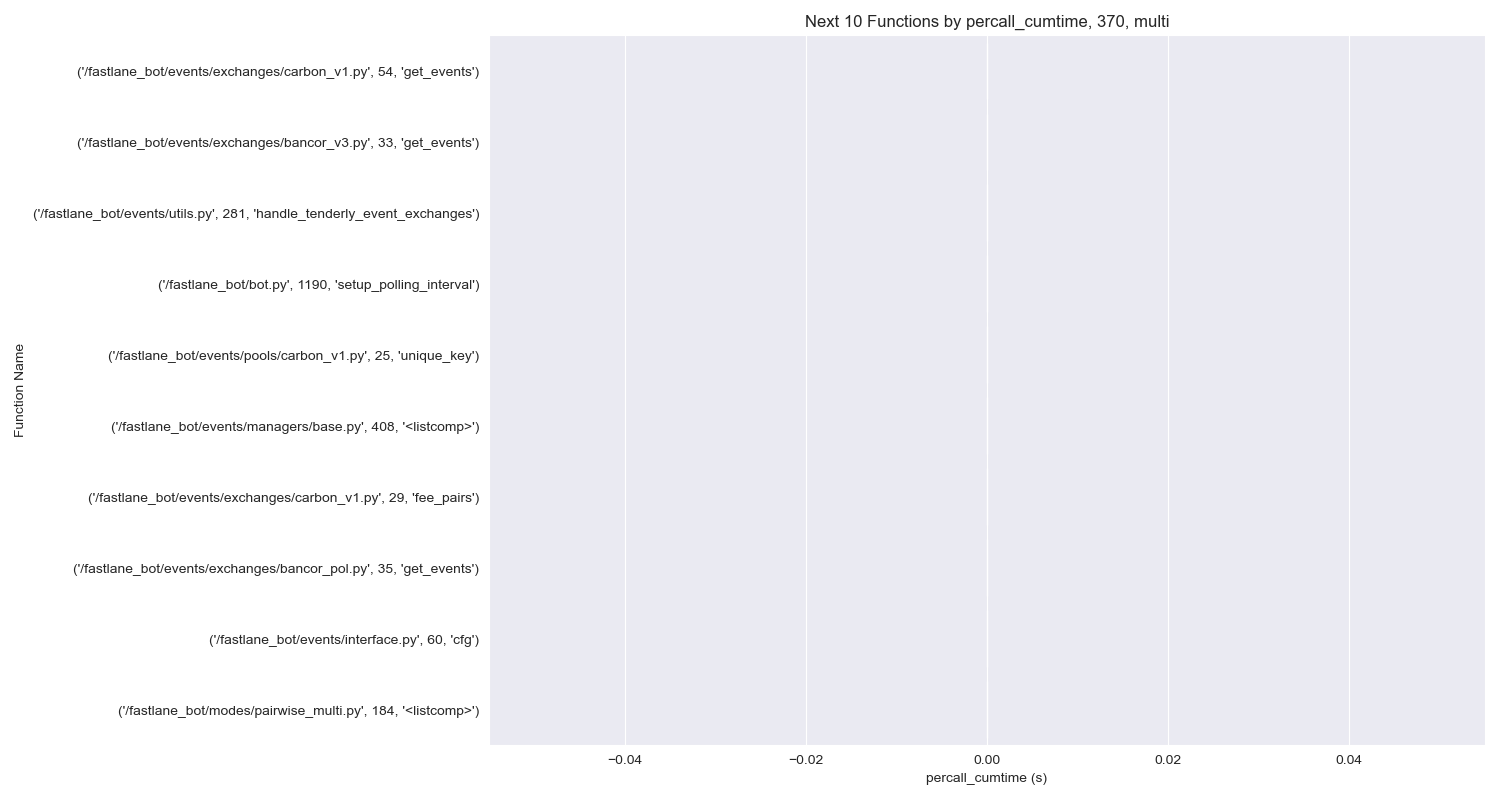 Next 10 Functions by percall_cumtime, 370, multi
('/fastlane_bot/events/exchanges/carbon_v1.py', 54, 'get_events')
('/fastlane_bot/events/exchanges/bancor_v3.py', 33, 'get_events')
('/fastlane_bot/events/utils.py', 281, 'handle_tenderly_event_exchanges')
('/fastlane_bot/bot.py', 1190, 'setup_polling_interval')
('/fastlane_bot/events/pools/carbon_v1.py', 25, 'unique_key')
('/fastlane_bot/events/managers/base.py', 408, '<listcomp>')
('/fastlane_bot/events/exchanges/carbon_v1.py', 29, 'fee_pairs')
('/fastlane_bot/events/exchanges/bancor_pol.py', 35, 'get_events')
('/fastlane_bot/events/interface.py', 60, 'cfg')
('/fastlane_bot/modes/pairwise_multi.py', 184, '<listcomp>')
Function Name
−0.04 −0.02 0.00 0.02 0.04
percall_cumtime (s)